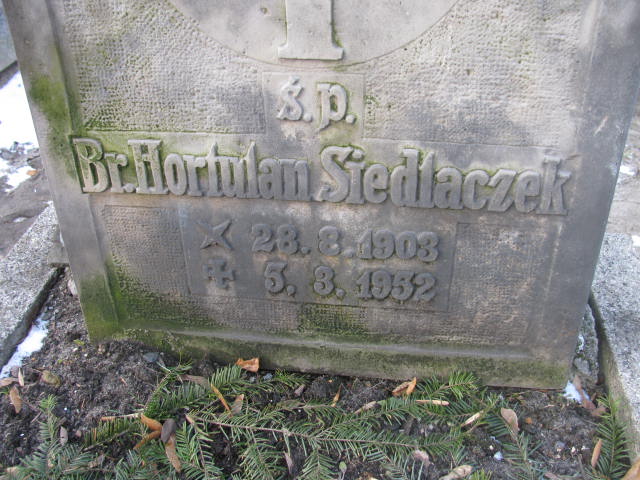 ś.p.
Br. Hortulan Siedlaczek
28.8.1903
5.3.1952